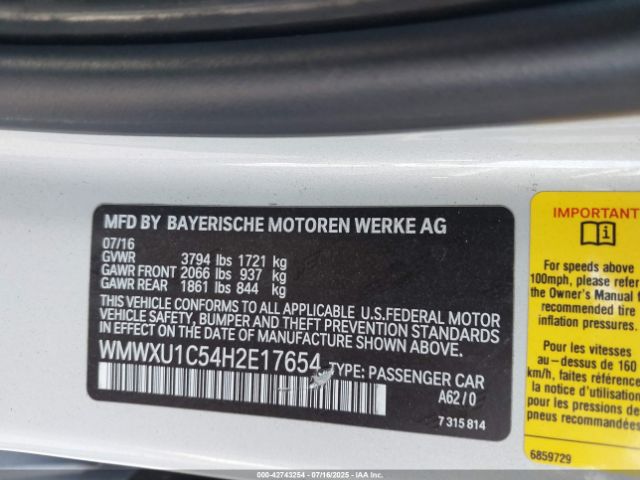 MFD BY BAYERISCHE MOTOREN WERKE AG
07/16
GVWR 3794 lbs 1721 kg
GAWR FRONT 2066 lbs 937 kg
GAWR REAR 1861 lbs 844 kg
THIS VEHICLE CONFORMS TO ALL APPLICABLE U.S.FEDERAL MOTOR
VEHICLE SAFETY, BUMPER AND THEFT PREVENTION STANDARDS
IN EFFECT ON THE DATE OF MANUFACTURE SHOWN ABOVE.
WMWXU1C54H2E17654 TYPE: PASSENGER CAR
A62/0
7 315 814
IMPORTANT
For speeds above
100mph, please refer
the Owner's Manual
recommended tire
inflation pressures.
Pour les vitesses
au-dessus de 160
km/h, faites référence
la notice d'utilisation
pour les pressions de
pneus recommandées
6859729
000-42743254 | 07/16/2025 | IAA Inc.